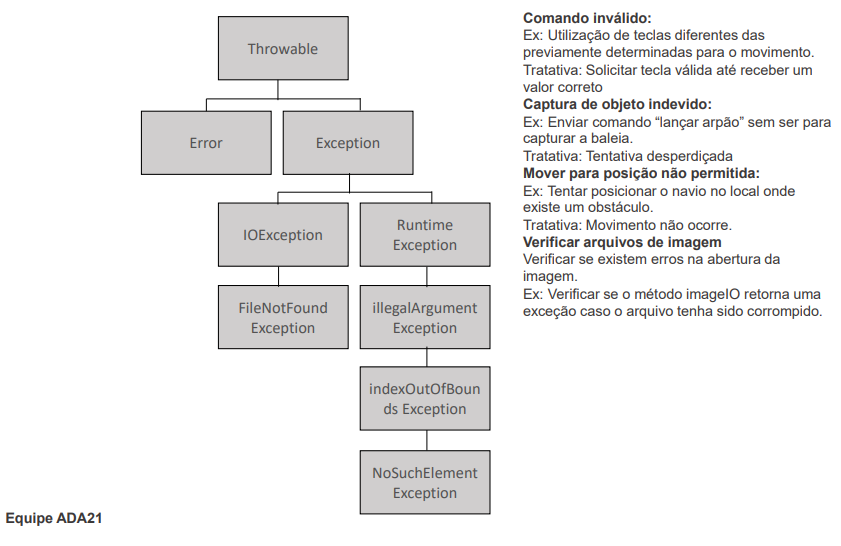 Throwable
Error
Exception
IOException
Runtime
Exception
FileNotFound
Exception
illegalArgument
Exception
indexOutOfBoun
ds Exception
NoSuchElement
Exception
Comando inválido:
Ex: Utilização de teclas diferentes das
previamente determinadas para o movimento.
Tratativa: Solicitar tecla válida até receber um
valor correto
Captura de objeto indevido:
Ex: Enviar comando “lançar arpão” sem ser para
capturar a baleia.
Tratativa: Tentativa desperdiçada
Mover para posição não permitida:
Ex: Tentar posicionar o navio no local onde
existe um obstáculo.
Tratativa: Movimento não ocorre.
Verificar arquivos de imagem
Verificar se existem erros na abertura da
imagem.
Ex: Verificar se o método imageIO retorna uma
exceção caso o arquivo tenha sido corrompido.
Equipe ADA21